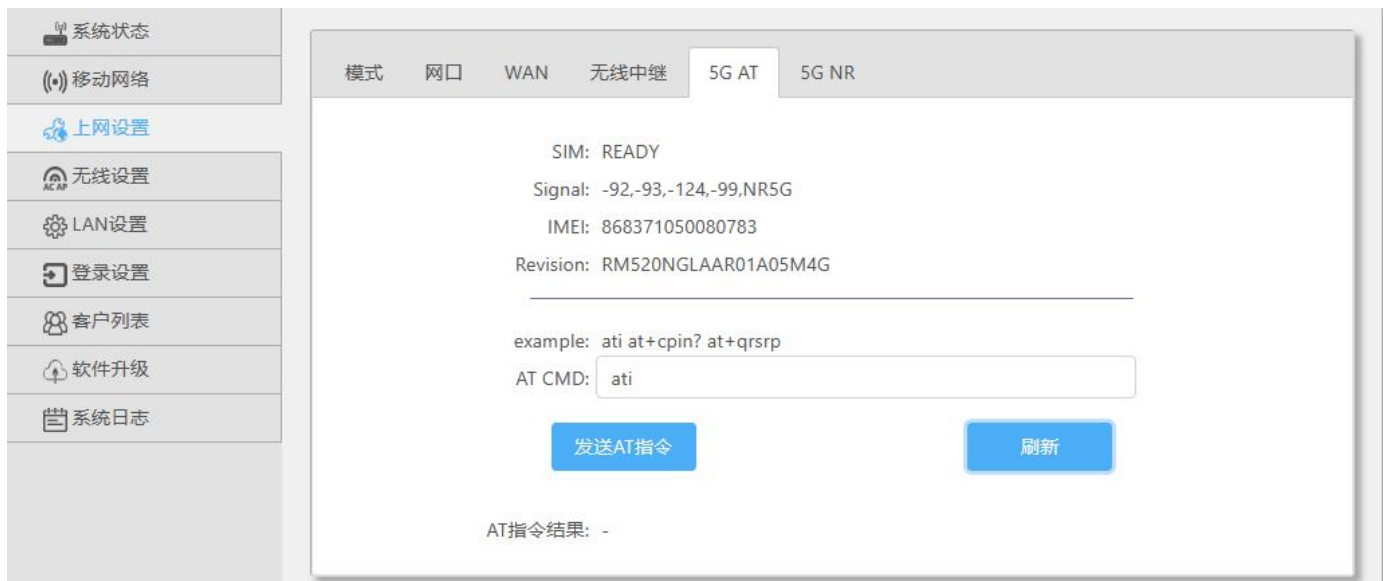 系统状态
移动网络
上网设置
AC AP 无线设置
LAN设置
登录设置
客户列表
软件升级
系统日志
模式 网口 WAN 无线中继 5G AT 5G NR
SIM: READY
Signal: -92,-93,-124,-99,NR5G
IMEI: 868371050080783
Revision: RM520NGLAAR01A05M4G
example: ati at+cpin? at+qrsrp
AT CMD: ati
发送AT指令 刷新
AT指令结果: -